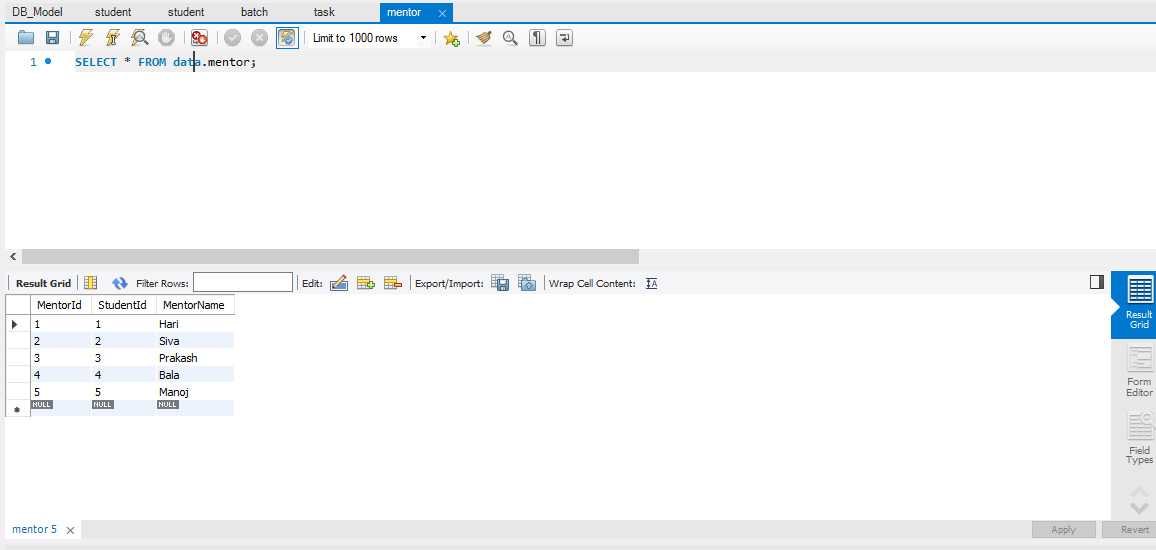 DB_Model student student batch task mentor
Limit to 1000 rows
1 SELECT * FROM data.mentor;
Result Grid Filter Rows: Edit: Export/Import: Wrap Cell Content: IA
MentorId StudentId MentorName
1 1 Hari
2 2 Siva
3 3 Prakash
4 4 Bala
5 5 Manoj
NULL NULL NULL
Result
Grid
Form
Editor
Field
Types
mentor 5
Apply Revert